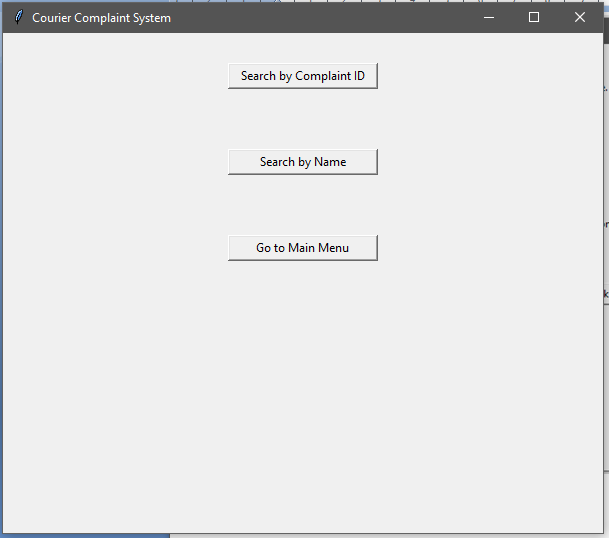 Courier Complaint System
Search by Complaint ID
Search by Name
Go to Main Menu